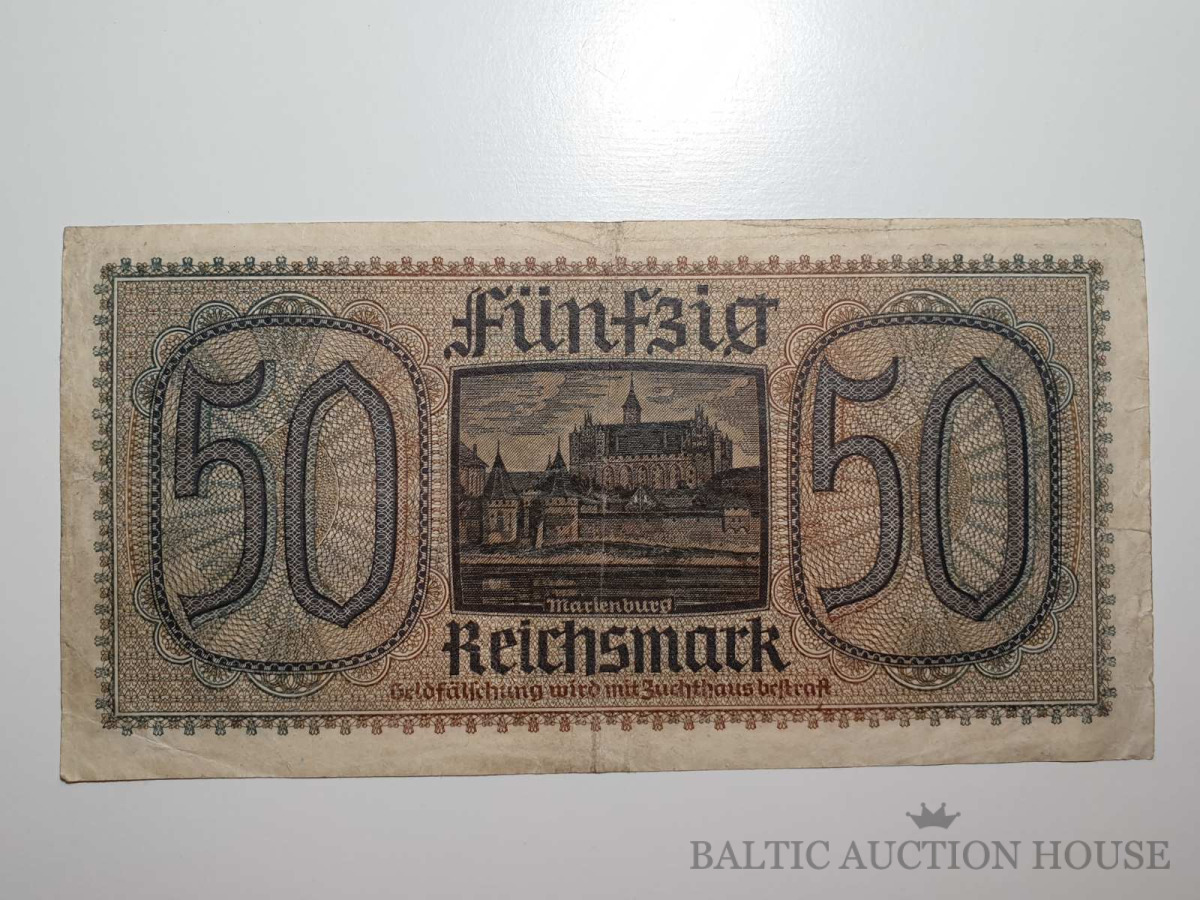 Fünfzig
50
50
Marienburg
Reichsmark
Geldfälschung wird mit Zuchthaus bestraft
BALTIC AUCTION HOUSE